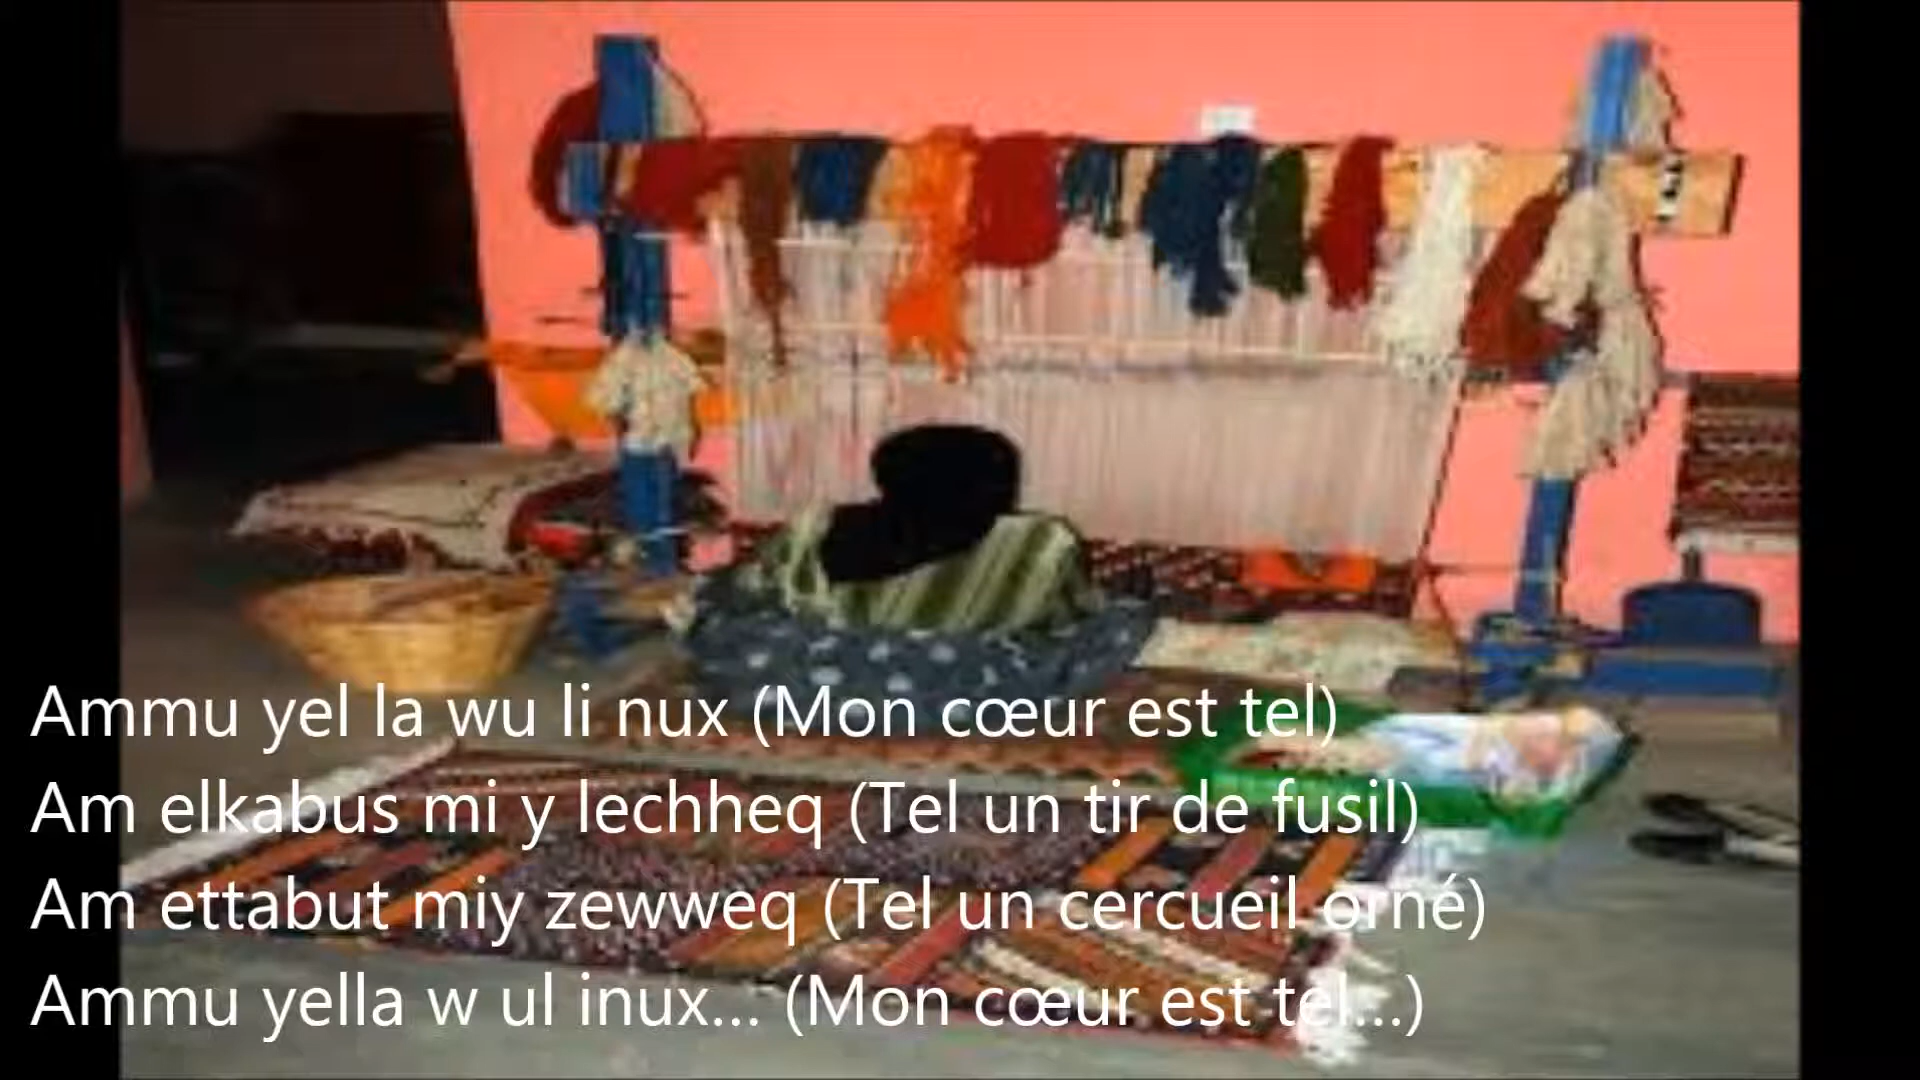 Ammu yel la wu li nux (Mon cœur est tel)
Am elkabus mi y lechheq (Tel un tir de fusil)
Am ettabut miy zewweq (Tel un cercueil orné)
Ammu yella w ul inux... (Mon cœur est tel...)